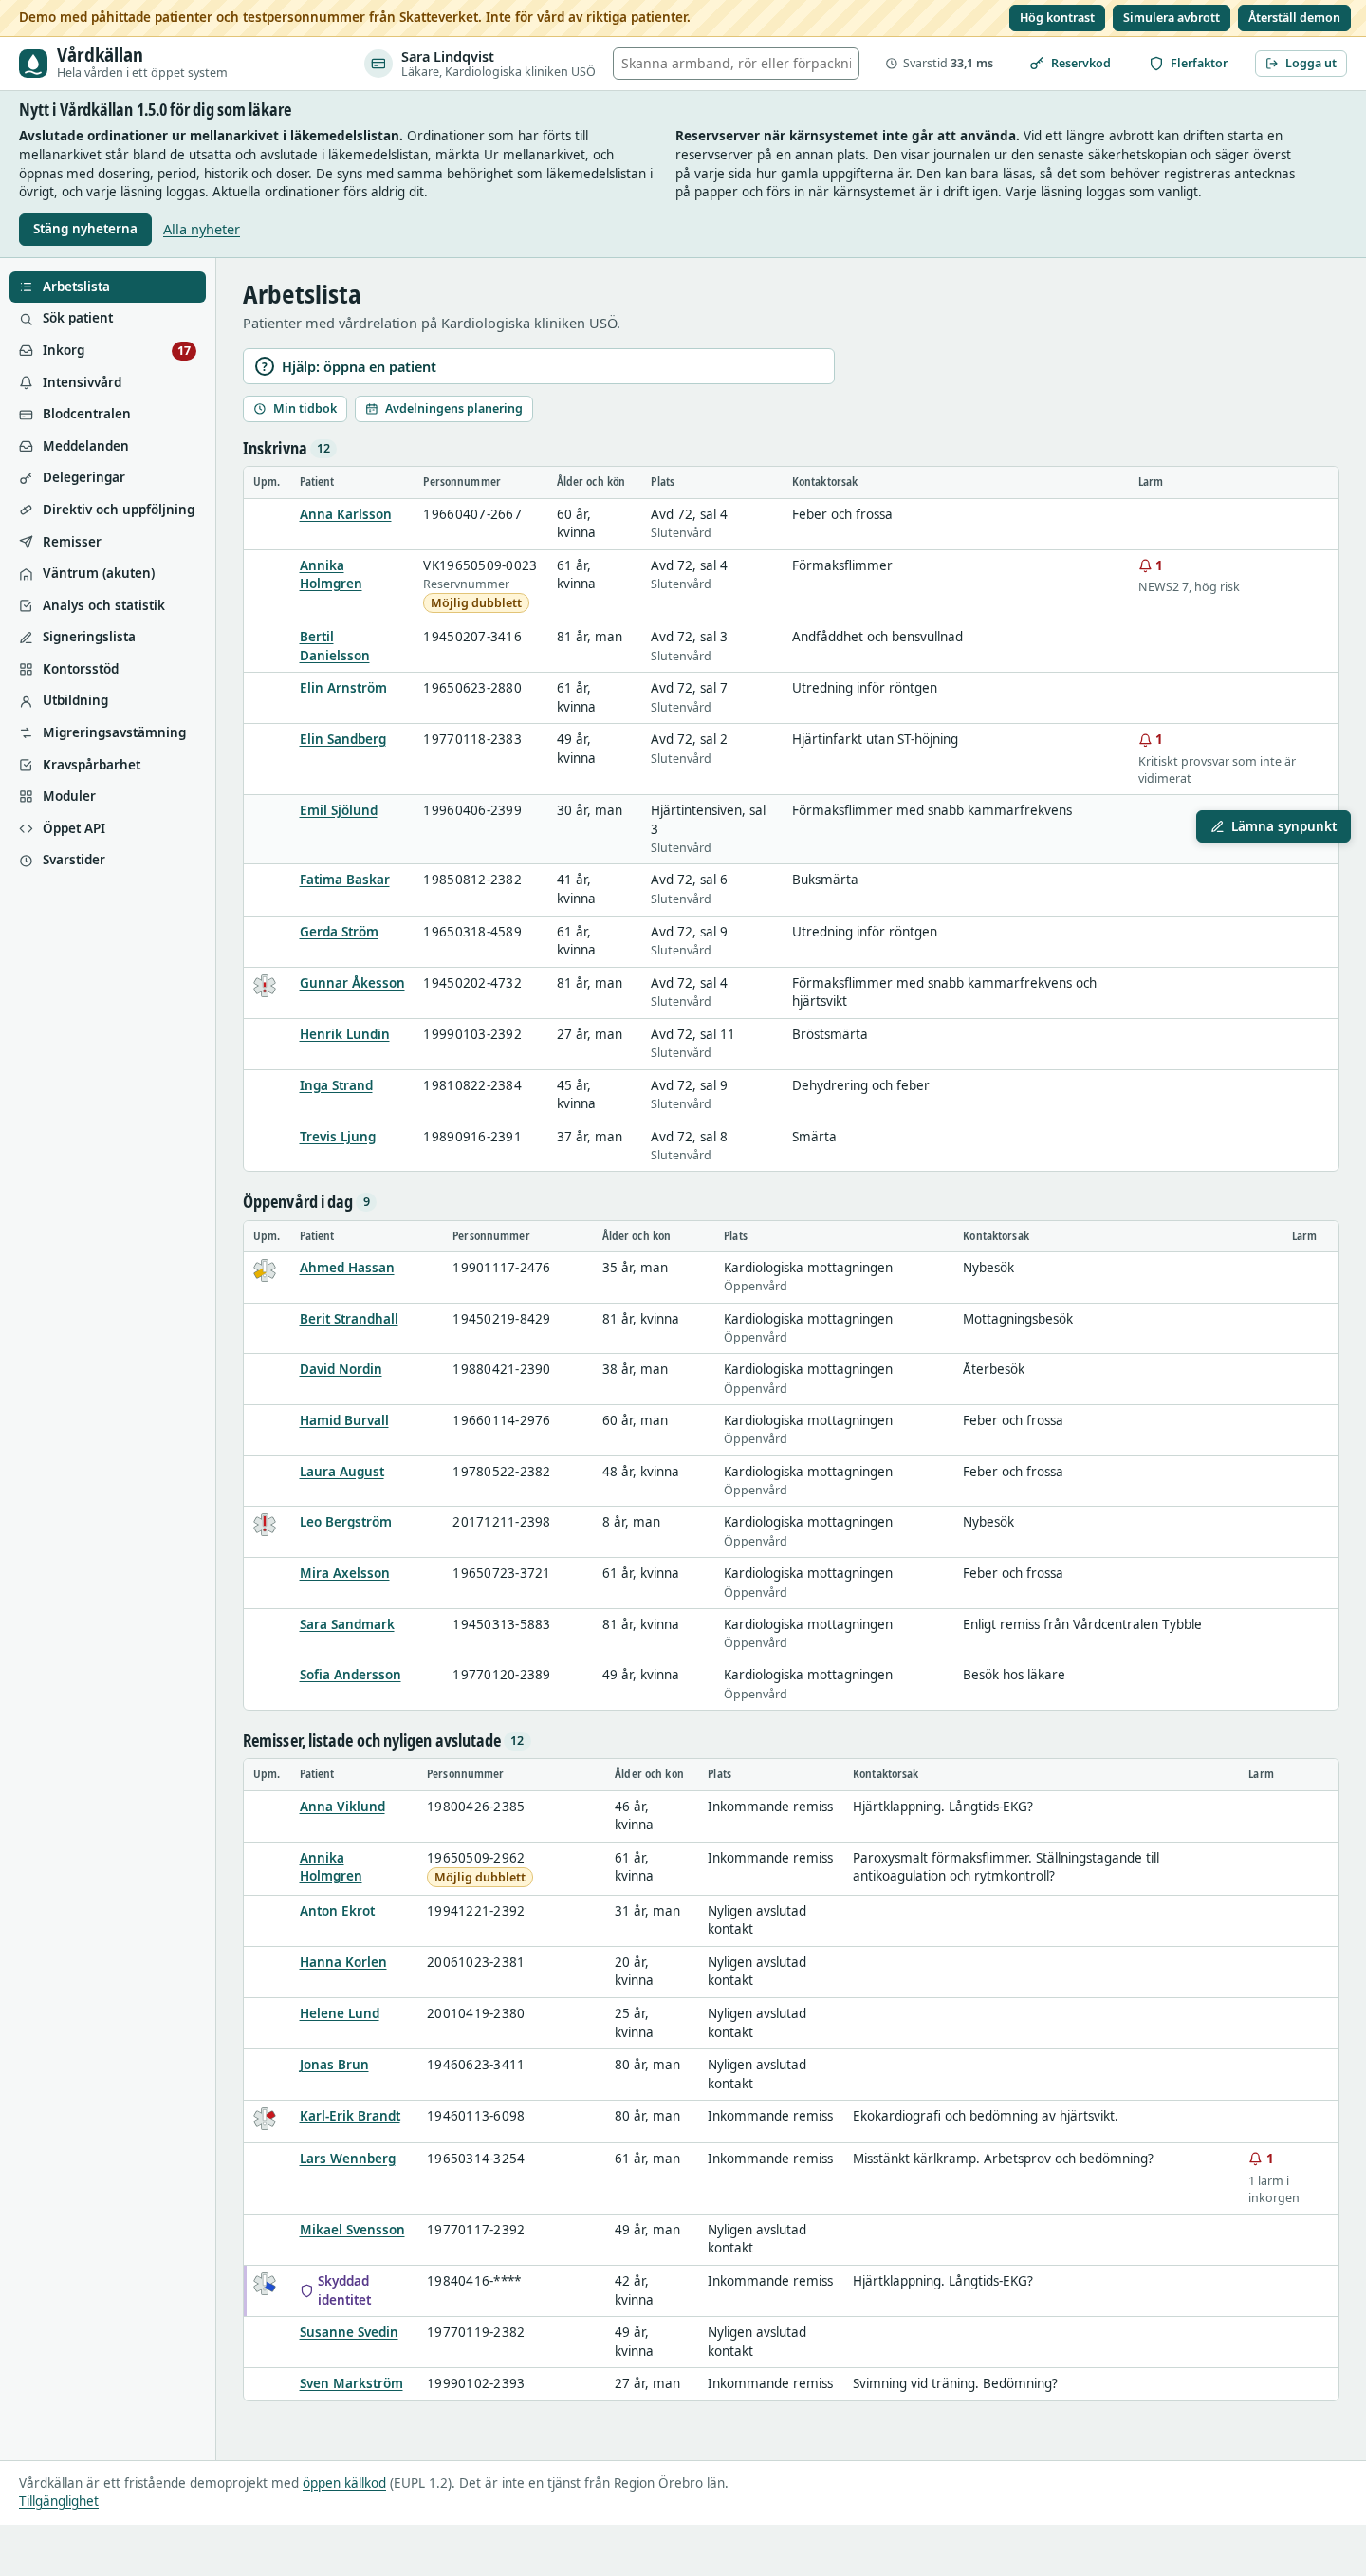 Demo med påhittade patienter och testpersonnummer från Skatteverket. Inte för vård av riktiga patienter.
Hög kontrast
Simulera avbrott
Återställ demon
Vårdkällan
Hela vården i ett öppet system
Sara Lindqvist
Läkare, Kardiologiska kliniken USÖ
Skanna armband, rör eller förpackni
Svarstid 33,1 ms
Reservkod
Flerfaktor
Logga ut
Nytt i Vårdkällan 1.5.0 för dig som läkare
Avslutade ordinationer ur mellanarkivet i läkemedelslistan. Ordinationer som har förts till
mellanarkivet står bland de utsatta och avslutade i läkemedelslistan, märkta Ur mellanarkivet, och
öppnas med dosering, period, historik och doser. De syns med samma behörighet som läkemedelslistan i
övrigt, och varje läsning loggas. Aktuella ordinationer förs aldrig dit.
Reservserver när kärnsystemet inte går att använda. Vid ett längre avbrott kan driften starta en
reservserver på en annan plats. Den visar journalen ur den senaste säkerhetskopian och säger överst
på varje sida hur gamla uppgifterna är. Den kan bara läsas, så det som behöver registreras antecknas
på papper och förs in när kärnsystemet är i drift igen. Varje läsning loggas som vanligt.
Stäng nyheterna
Alla nyheter
Arbetslista
Sök patient
Inkorg 17
Intensivvård
Blodcentralen
Meddelanden
Delegeringar
Direktiv och uppföljning
Remisser
Väntrum (akuten)
Analys och statistik
Signeringslista
Kontorsstöd
Utbildning
Migreringsavstämning
Kravspårbarhet
Moduler
Öppet API
Svarstider
Arbetslista
Patienter med vårdrelation på Kardiologiska kliniken USÖ.
? Hjälp: öppna en patient
Min tidbok
Avdelningens planering
Inskrivna 12
Upm. Patient Personnummer Ålder och kön Plats Kontaktorsak Larm
Anna Karlsson 19660407-2667 60 år, Avd 72, sal 4 Feber och frossa
kvinna Slutenvård
Annika VK19650509-0023 61 år, Avd 72, sal 4 Förmaksflimmer 1
Holmgren Reservnummer kvinna Slutenvård NEWS2 7, hög risk
Möjlig dubblett
Bertil 19450207-3416 81 år, man Avd 72, sal 3 Andfåddhet och bensvullnad
Danielsson Slutenvård
Elin Arnström 19650623-2880 61 år, Avd 72, sal 7 Utredning inför röntgen
kvinna Slutenvård
Elin Sandberg 19770118-2383 49 år, Avd 72, sal 2 Hjärtinfarkt utan ST-höjning 1
kvinna Slutenvård Kritiskt provsvar som inte är
vidimerat
Emil Sjölund 19960406-2399 30 år, man Hjärtintensiven, sal Förmaksflimmer med snabb kammarfrekvens
3
Slutenvård
Lämna synpunkt
Fatima Baskar 19850812-2382 41 år, Avd 72, sal 6 Buksmärta
kvinna Slutenvård
Gerda Ström 19650318-4589 61 år, Avd 72, sal 9 Utredning inför röntgen
kvinna Slutenvård
Gunnar Åkesson 19450202-4732 81 år, man Avd 72, sal 4 Förmaksflimmer med snabb kammarfrekvens och
Slutenvård hjärtsvikt
Henrik Lundin 19990103-2392 27 år, man Avd 72, sal 11 Bröstsmärta
Slutenvård
Inga Strand 19810822-2384 45 år, Avd 72, sal 9 Dehydrering och feber
kvinna Slutenvård
Trevis Ljung 19890916-2391 37 år, man Avd 72, sal 8 Smärta
Slutenvård
Öppenvård i dag 9
Upm. Patient Personnummer Ålder och kön Plats Kontaktorsak Larm
Ahmed Hassan 19901117-2476 35 år, man Kardiologiska mottagningen Nybesök
Öppenvård
Berit Strandhall 19450219-8429 81 år, kvinna Kardiologiska mottagningen Mottagningsbesök
Öppenvård
David Nordin 19880421-2390 38 år, man Kardiologiska mottagningen Återbesök
Öppenvård
Hamid Burvall 19660114-2976 60 år, man Kardiologiska mottagningen Feber och frossa
Öppenvård
Laura August 19780522-2382 48 år, kvinna Kardiologiska mottagningen Feber och frossa
Öppenvård
Leo Bergström 20171211-2398 8 år, man Kardiologiska mottagningen Nybesök
Öppenvård
Mira Axelsson 19650723-3721 61 år, kvinna Kardiologiska mottagningen Feber och frossa
Öppenvård
Sara Sandmark 19450313-5883 81 år, kvinna Kardiologiska mottagningen Enligt remiss från Vårdcentralen Tybble
Öppenvård
Sofia Andersson 19770120-2389 49 år, kvinna Kardiologiska mottagningen Besök hos läkare
Öppenvård
Remisser, listade och nyligen avslutade 12
Upm. Patient Personnummer Ålder och kön Plats Kontaktorsak Larm
Anna Viklund 19800426-2385 46 år, Inkommande remiss Hjärtklappning. Långtids-EKG?
kvinna
Annika 19650509-2962 61 år, Inkommande remiss Paroxysmalt förmaksflimmer. Ställningstagande till
Holmgren Möjlig dubblett kvinna antikoagulation och rytmkontroll?
Anton Ekrot 19941221-2392 31 år, man Nyligen avslutad
kontakt
Hanna Korlen 20061023-2381 20 år, Nyligen avslutad
kvinna kontakt
Helene Lund 20010419-2380 25 år, Nyligen avslutad
kvinna kontakt
Jonas Brun 19460623-3411 80 år, man Nyligen avslutad
kontakt
Karl-Erik Brandt 19460113-6098 80 år, man Inkommande remiss Ekokardiografi och bedömning av hjärtsvikt.
Lars Wennberg 19650314-3254 61 år, man Inkommande remiss Misstänkt kärlkramp. Arbetsprov och bedömning? 1
1 larm i
inkorgen
Mikael Svensson 19770117-2392 49 år, man Nyligen avslutad
kontakt
Skyddad 19840416-**** 42 år, Inkommande remiss Hjärtklappning. Långtids-EKG?
identitet kvinna
Susanne Svedin 19770119-2382 49 år, Nyligen avslutad
kvinna kontakt
Sven Markström 19990102-2393 27 år, man Inkommande remiss Svimning vid träning. Bedömning?
Vårdkällan är ett fristående demoprojekt med öppen källkod (EUPL 1.2). Det är inte en tjänst från Region Örebro län.
Tillgänglighet